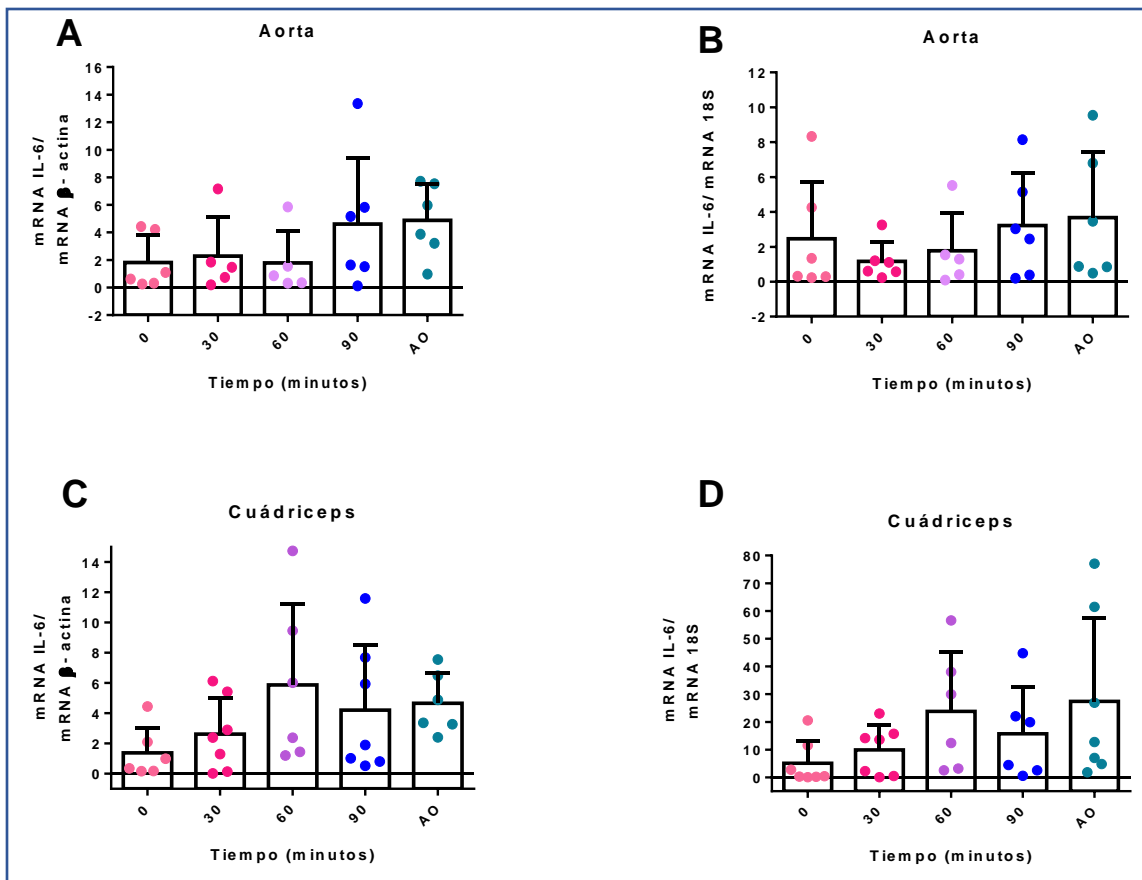 A
Aorta
mRNA IL-6/
mRNA β- actina
16
14
12
10
8
6
4
2
0
-2
0
30
60
90
AO
Tiempo (minutos)
B
Aorta
mRNA IL-6/ mRNA 18S
12
10
8
6
4
2
0
-2
0
30
60
90
AO
Tiempo (minutos)
C
Cuádriceps
mRNA IL-6/
mRNA β- actina
14
12
10
8
6
4
2
0
0
30
60
90
AO
Tiempo (minutos)
D
Cuádriceps
mRNA IL-6/
mRNA 18S
80
70
60
50
40
30
20
10
0
0
30
60
90
AO
Tiempo (minutos)